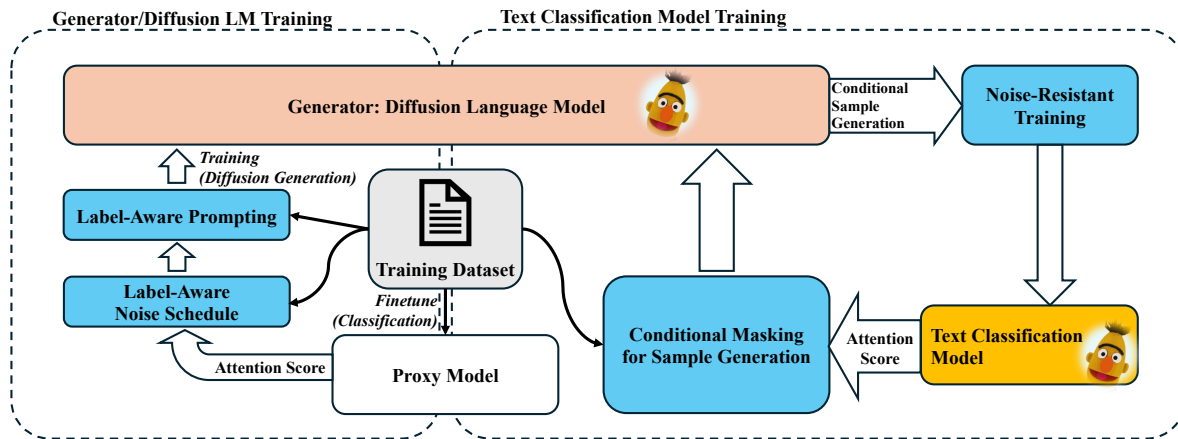 Generator/Diffusion LM Training
Text Classification Model Training
Generator: Diffusion Language Model
Conditional
Sample
Generation
Noise-Resistant
Training
Training
(Diffusion Generation)
Label-Aware Prompting
Training Dataset
Label-Aware
Noise Schedule
Finetune
(Classification)
Attention Score
Proxy Model
Conditional Masking
for Sample Generation
Attention
Score
Text Classification
Model